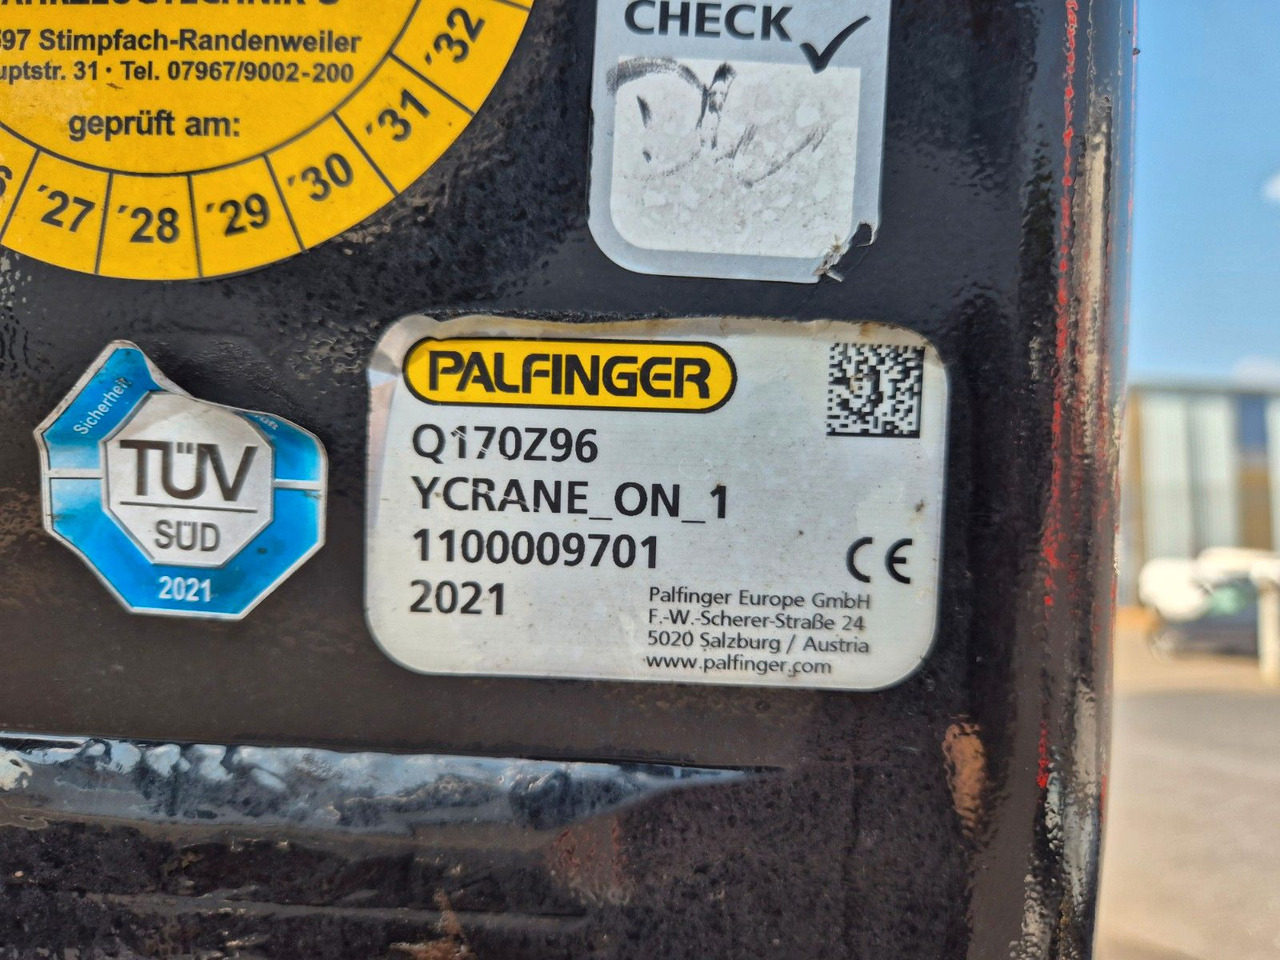 597 Stimpfach-Randenweiler
uptstr. 31 · Tel. 07967/9002-200
geprüft am:
6 '27 '28 '29 '30 '31 '32
CHECK
Sicherheit
TÜV
SÜD
2021
PALFINGER
Q170Z96
YCRANE_ON_1
1100009701
2021
CE
Palfinger Europe GmbH
F.-W.-Scherer-Straße 24
5020 Salzburg / Austria
www.palfinger.com